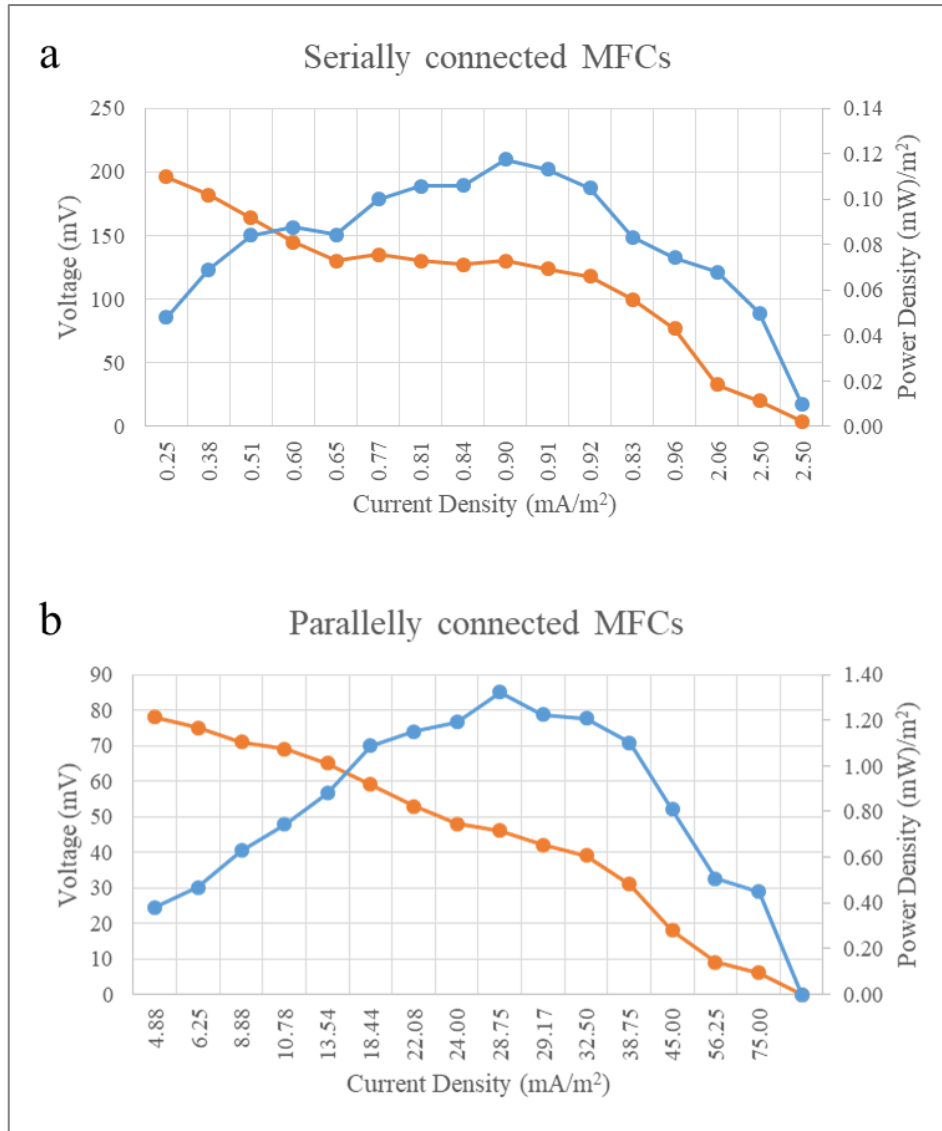 a
Serially connected MFCs
Voltage (mV)
250
200
150
100
50
0
Power Density (mW)/m²
0.14
0.12
0.10
0.08
0.06
0.04
0.02
0.00
0.25 0.38 0.51 0.60 0.65 0.77 0.81 0.84 0.90 0.91 0.92 0.83 0.96 2.06 2.50 2.50
Current Density (mA/m²)
b
Parallelly connected MFCs
Voltage (mV)
90
80
70
60
50
40
30
20
10
0
Power Density (mW)/m²
1.40
1.20
1.00
0.80
0.60
0.40
0.20
0.00
4.88 6.25 8.88 10.78 13.54 18.44 22.08 24.00 28.75 29.17 32.50 38.75 45.00 56.25 75.00
Current Density (mA/m²)